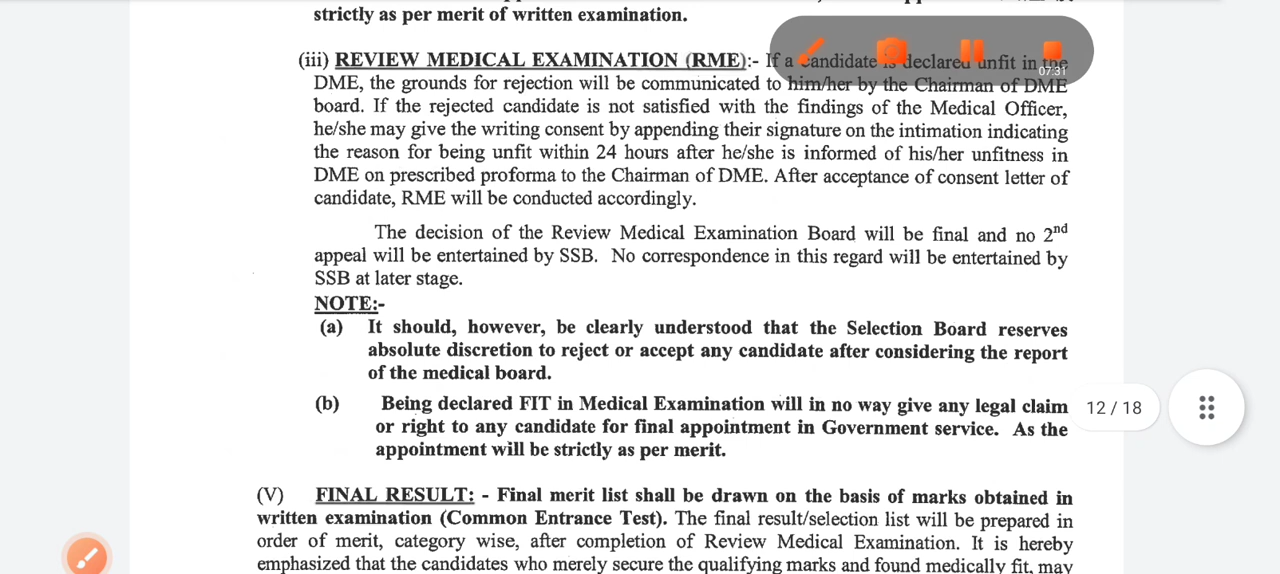 strictly as per merit of written examination.
(iii) REVIEW MEDICAL EXAMINATION (RME):- If a candidate is declared unfit in the
07:31
DME, the grounds for rejection will be communicated to him/her by the Chairman of DME
board. If the rejected candidate is not satisfied with the findings of the Medical Officer,
he/she may give the writing consent by appending their signature on the intimation indicating
the reason for being unfit within 24 hours after he/she is informed of his/her unfitness in
DME on prescribed proforma to the Chairman of DME. After acceptance of consent letter of
candidate, RME will be conducted accordingly.
The decision of the Review Medical Examination Board will be final and no 2nd
appeal will be entertained by SSB. No correspondence in this regard will be entertained by
SSB at later stage.
NOTE:-
(a) It should, however, be clearly understood that the Selection Board reserves
absolute discretion to reject or accept any candidate after considering the report
of the medical board.
(b) Being declared FIT in Medical Examination will in no way give any legal claim
12 / 18
or right to any candidate for final appointment in Government service. As the
appointment will be strictly as per merit.
(V) FINAL RESULT: - Final merit list shall be drawn on the basis of marks obtained in
written examination (Common Entrance Test). The final result/selection list will be prepared in
order of merit, category wise, after completion of Review Medical Examination. It is hereby
emphasized that the candidates who merely secure the qualifying marks and found medically fit, may